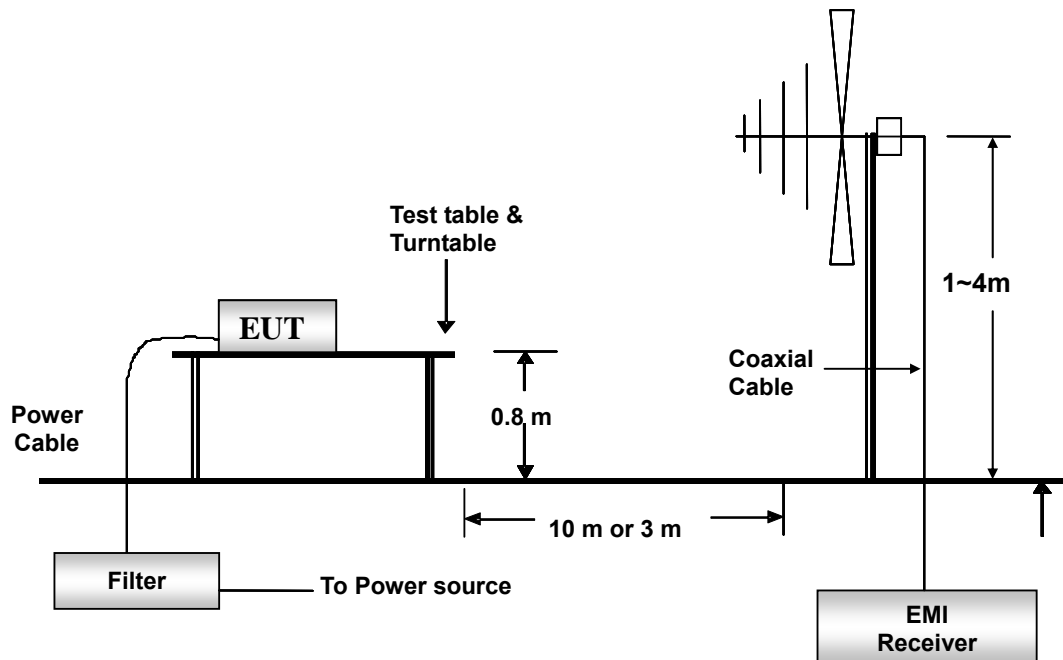 Test table &
Turntable
EUT
1~4m
Coaxial
Cable
0.8 m
Power
Cable
10 m or 3 m
Filter
To Power source
EMI
Receiver